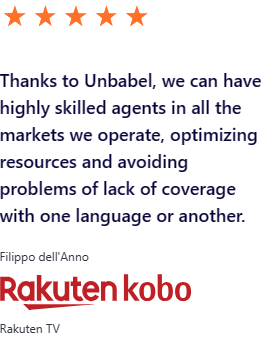 Thanks to Unbabel, we can have
highly skilled agents in all the
markets we operate, optimizing
resources and avoiding
problems of lack of coverage
with one language or another.
Filippo dell'Anno
Rakuten kobo
Rakuten TV